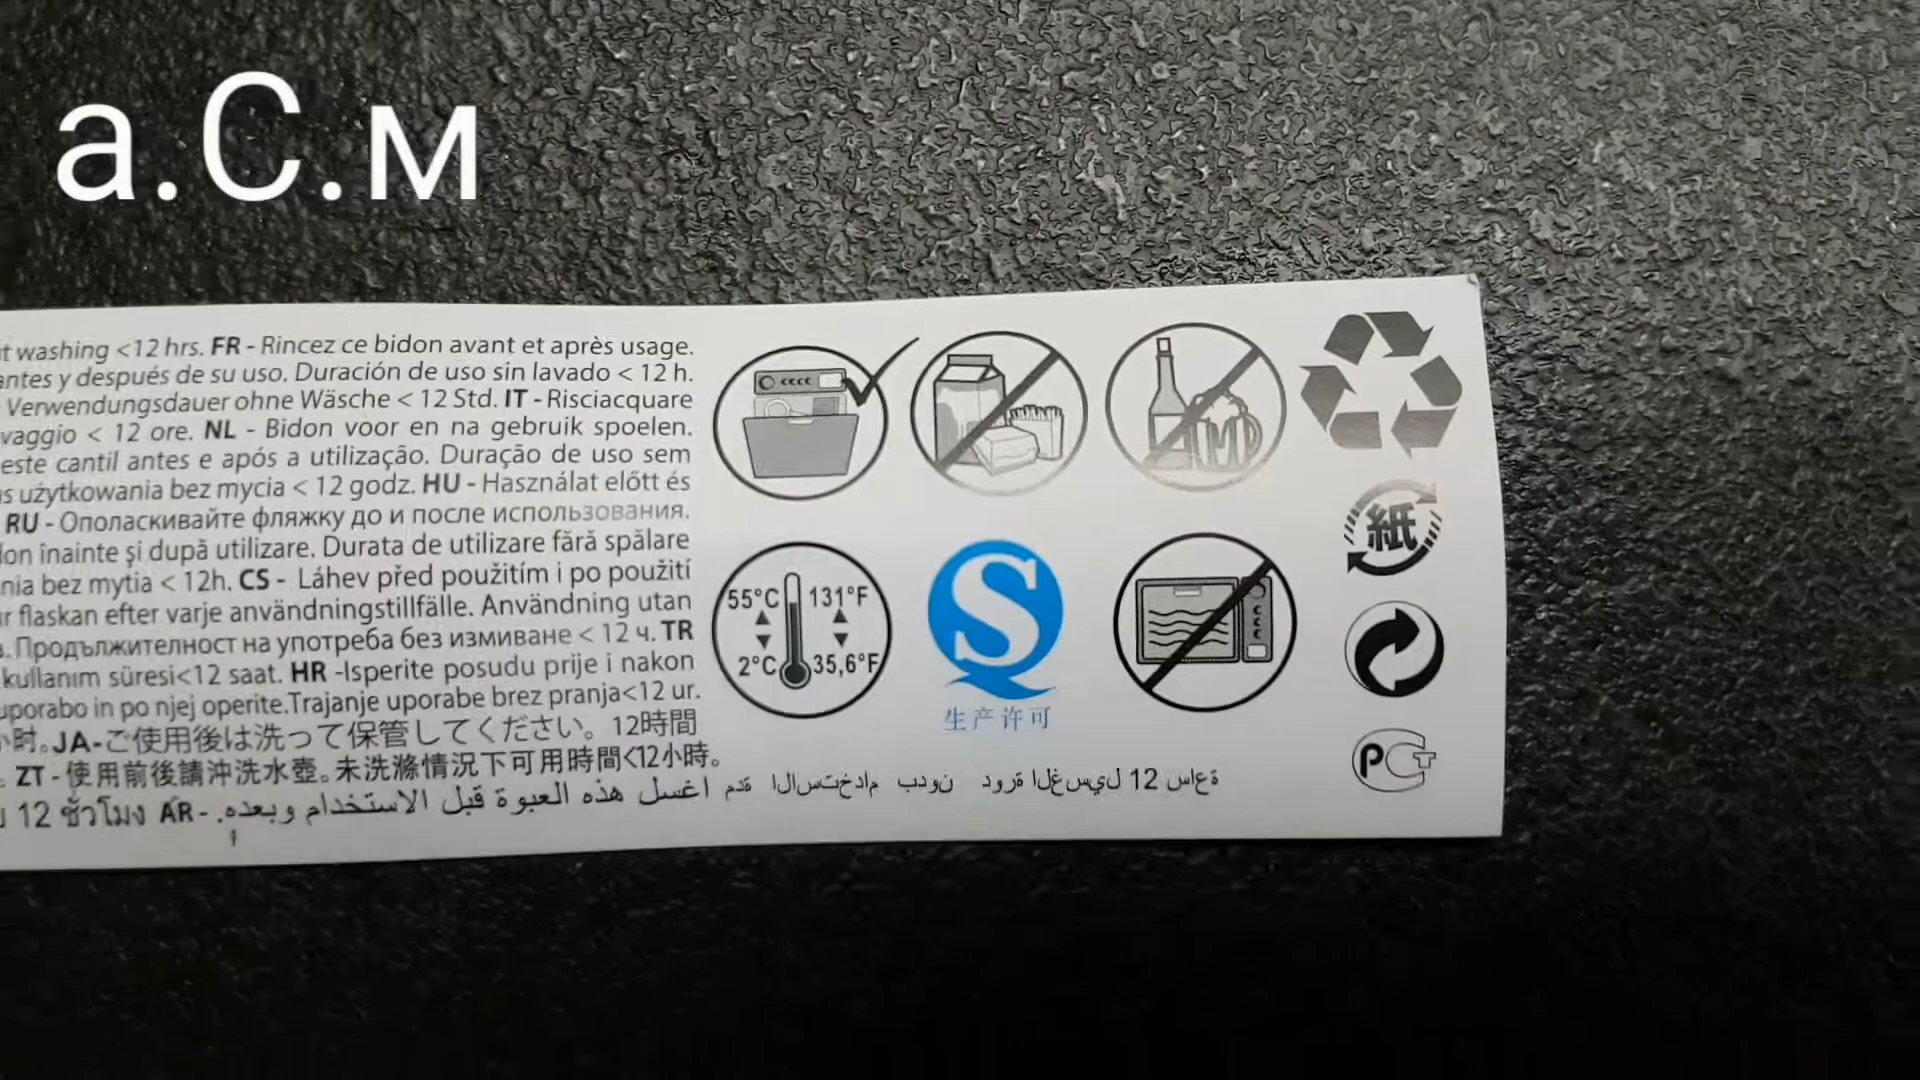 a.C.м
t washing <12 hrs. FR - Rincez ce bidon avant et après usage.
antes y después de su uso. Duración de uso sin lavado < 12 h.
Verwendungsdauer ohne Wäsche < 12 Std. IT - Risciacquare
vaggio < 12 ore. NL - Bidon voor en na gebruik spoelen.
este cantil antes e após a utilização. Duração de uso sem
s użytkowania bez mycia < 12 godz. HU - Használat előtt és
RU - Ополаскивайте фляжку до и после использования.
on înainte și după utilizare. Durata de utilizare fără spălare
nia bez mytia < 12h. CS - Láhev před použitím i po použití
r flaskan efter varje användningstillfälle. Användning utan
. Продължителност на употреба без измиване < 12 ч. TR
kullanım süresi<12 saat. HR -Isperite posudu prije i nakon
uporabo in po njej operite.Trajanje uporabe brez pranja<12 ur.
小时。JA-ご使用後は洗って保管してください。12時間
。ZT - 使用前後請沖洗水壺。未洗滌情況下可用時間<12小時。
12 ชั่วโมง AR - .اغسل هذه العبوة قبل الاستخدام وبعده مدة الاستخدام بدون دورة الغسيل 12 ساعة
55°C 131°F
2°C 35,6°F
S
生产许可
紙
PCT